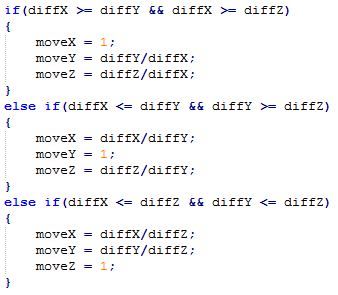 if(diffX >= diffY && diffX >= diffZ)
{
    moveX = 1;
    moveY = diffY/diffX;
    moveZ = diffZ/diffX;
}
else if(diffX <= diffY && diffY >= diffZ)
{
    moveX = diffX/diffY;
    moveY = 1;
    moveZ = diffZ/diffY;
}
else if(diffX <= diffZ && diffY <= diffZ)
{
    moveX = diffX/diffZ;
    moveY = diffY/diffZ;
    moveZ = 1;
}